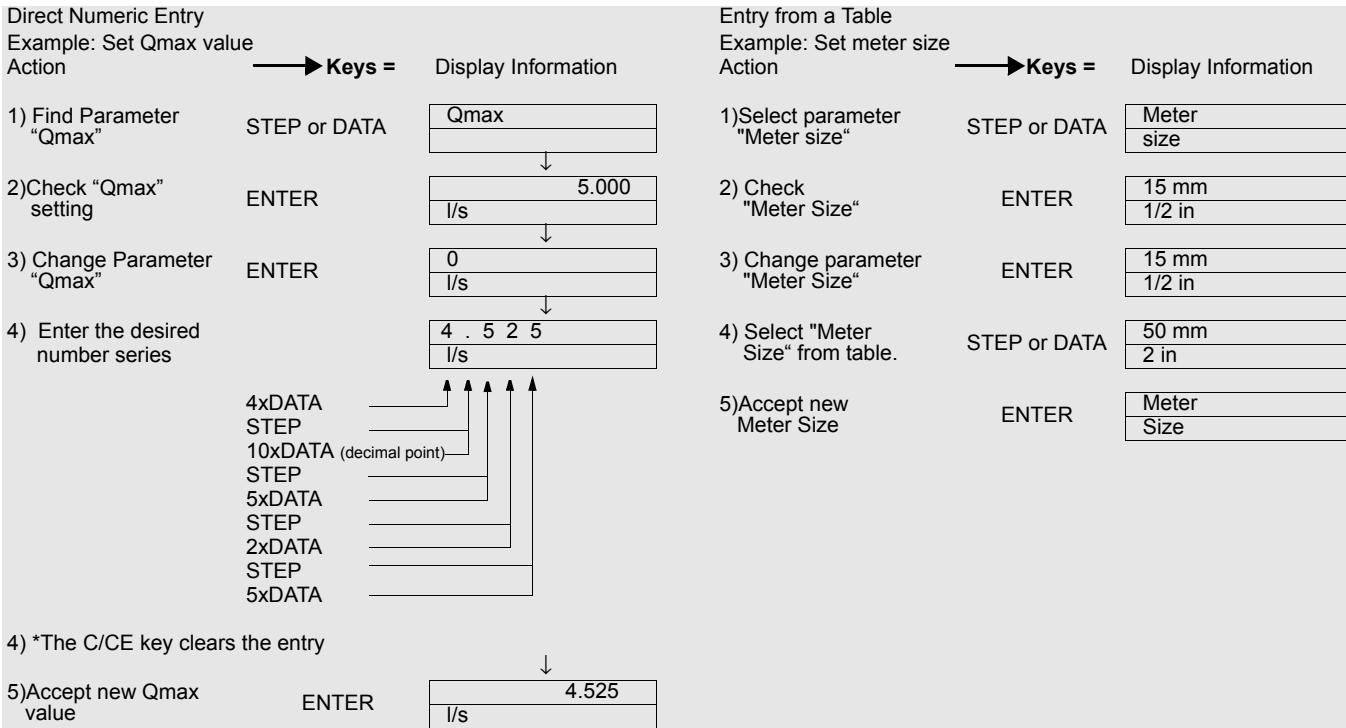 Direct Numeric Entry
Example: Set Qmax value
Action Keys = Display Information
1) Find Parameter
“Qmax”
STEP or DATA
Qmax
2)Check “Qmax”
setting
ENTER
5.000
l/s
3) Change Parameter
“Qmax”
ENTER
0
l/s
4) Enter the desired
number series
4 . 5 2 5
l/s
4xDATA
STEP
10xDATA (decimal point)
STEP
5xDATA
STEP
2xDATA
STEP
5xDATA
4) *The C/CE key clears the entry
5)Accept new Qmax
value
ENTER
4.525
l/s
Entry from a Table
Example: Set meter size
Action Keys = Display Information
1)Select parameter
"Meter size“
STEP or DATA
Meter
size
2) Check
"Meter Size“
ENTER
15 mm
1/2 in
3) Change parameter
"Meter Size“
ENTER
15 mm
1/2 in
4) Select "Meter
Size“ from table.
STEP or DATA
50 mm
2 in
5)Accept new
Meter Size
ENTER
Meter
Size